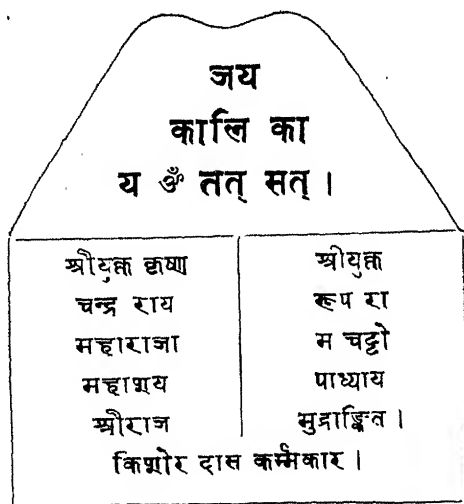 जय
कालि का
य ॐ तत् सत् ।
श्रीयुक्त कृष्ण
चन्द्र राय
महाराजा
महाशय
श्रीराज
श्रीयुक्त
रूप रा
म चट्टो
पाध्याय
मुद्राङ्कित ।
किशोर दास कर्म्मकार ।